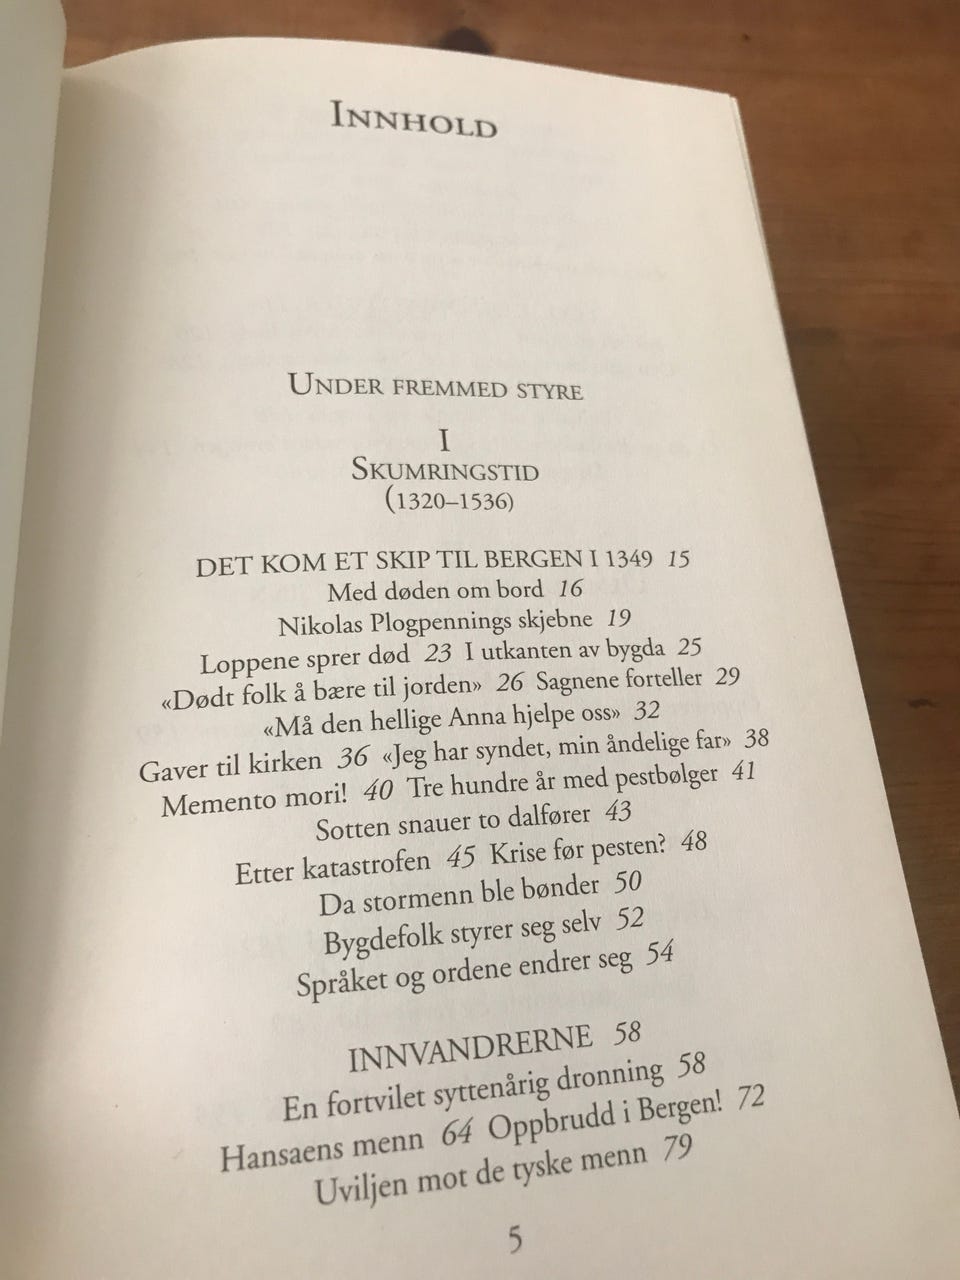 INNHOLD
UNDER FREMMED STYRE
I
SKUMRINGSTID
(1320–1536)
DET KOM ET SKIP TIL BERGEN I 1349 15
Med døden om bord 16
Nikolas Plogpennings skjebne 19
Loppene sprer død 23 I utkanten av bygda 25
«Dødt folk å bære til jorden» 26 Sagnene forteller 29
«Må den hellige Anna hjelpe oss» 32
Gaver til kirken 36 «Jeg har syndet, min åndelige far» 38
Memento mori! 40 Tre hundre år med pestbølger 41
Sotten snauer to dalfører 43
Etter katastrofen 45 Krise før pesten? 48
Da stormenn ble bønder 50
Bygdefolk styrer seg selv 52
Språket og ordene endrer seg 54
INNVANDRERNE 58
En fortvilet syttenårig dronning 58
Hansaens menn 64 Oppbrudd i Bergen! 72
Uviljen mot de tyske menn 79
5